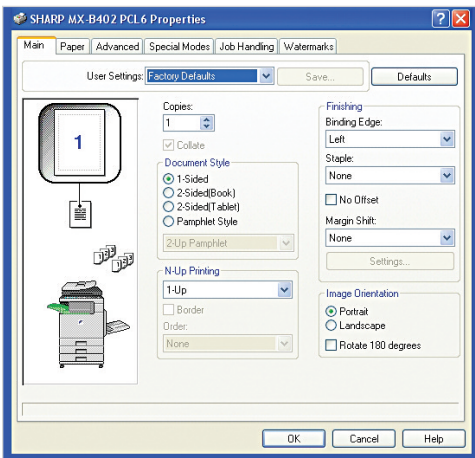 SHARP MX-B402 PCL6 Properties
Main Paper Advanced Special Modes Job Handling Watermarks
User Settings: Factory Defaults Save... Defaults
1
Copies:
1
Collate
Document Style
1-Sided
2-Sided(Book)
2-Sided(Tablet)
Pamphlet Style
2-Up Pamphlet
N-Up Printing
1-Up
Border
Order:
None
Finishing
Binding Edge:
Left
Staple:
None
No Offset
Margin Shift:
None
Settings...
Image Orientation
Portrait
Landscape
Rotate 180 degrees
OK Cancel Help